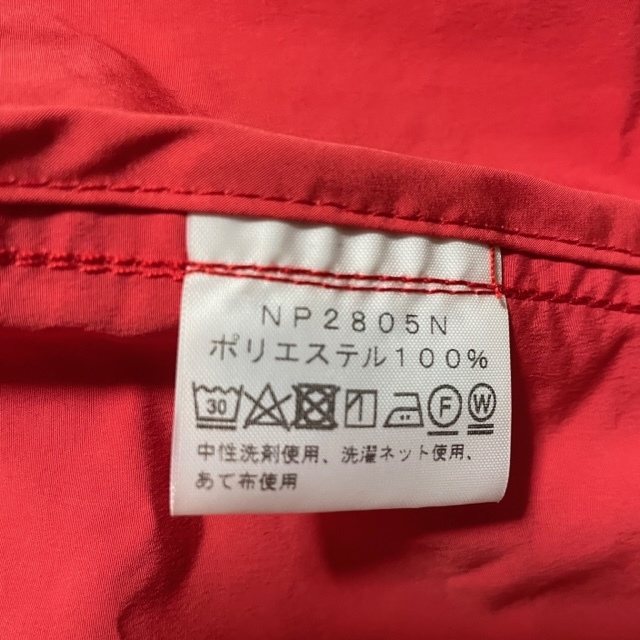 NP2805N
ポリエステル100%
30 F W
中性洗剤使用、洗濯ネット使用、
あて布使用